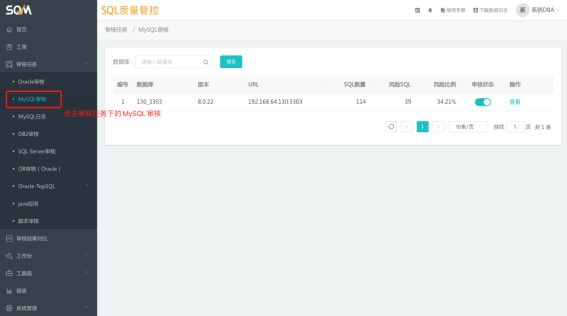 SQM
SQL质量管控
使用手册
下载系统日志
系 系统DBA
首页
工单
审核任务
Oracle审核
MySQL审核
MySQL日志
DB2审核
SQL Server审核
OB审核（Oracle）
Oracle-TopSQL
java应用
脚本审核
审核结果对比
工作台
工具箱
报表
系统管理
审核任务 / MySQL审核
数据库: 请输入数据库 搜索
编号 数据库 版本 URL SQL数量 风险SQL 风险比例 审核状态 操作
1 130_3303 8.0.22 192.168.64.130:3303 114 39 34.21% 查看
1 10条/页 前往 1 页 共 1 条
点击审核任务下的MySQL 审核